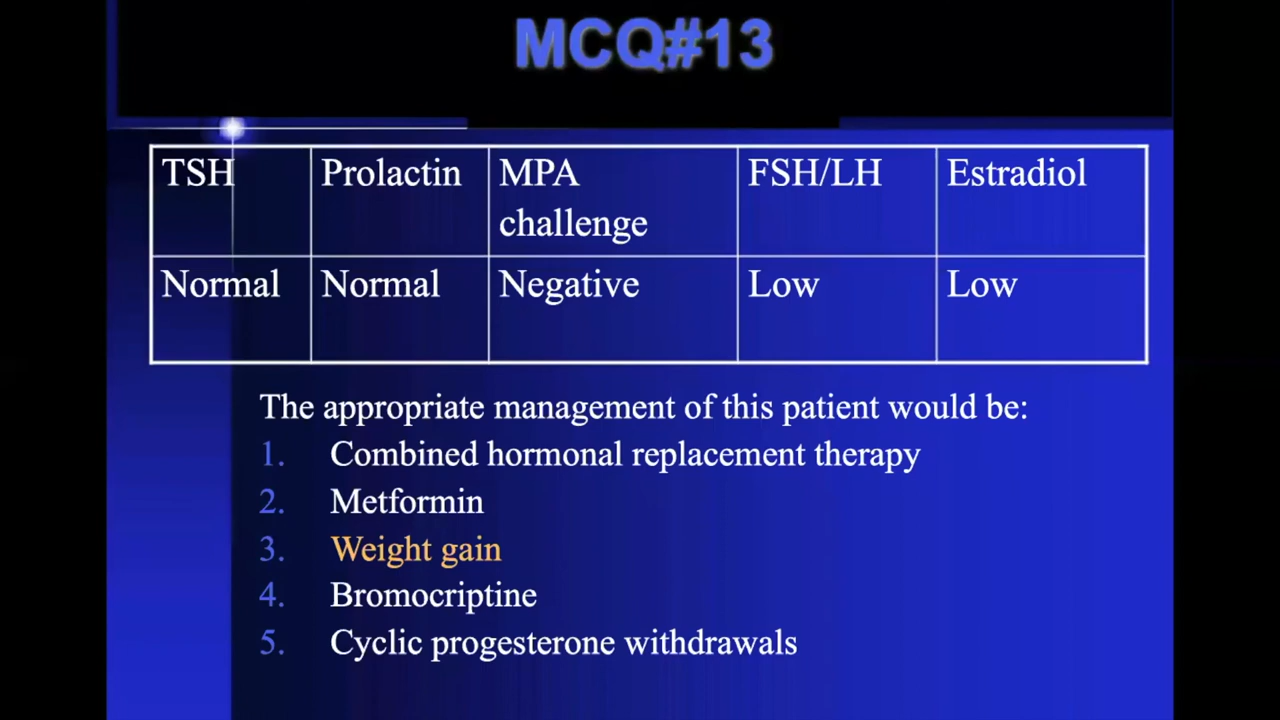 MCQ#13
TSH Prolactin MPA challenge FSH/LH Estradiol
Normal Normal Negative Low Low
The appropriate management of this patient would be:
1. Combined hormonal replacement therapy
2. Metformin
3. Weight gain
4. Bromocriptine
5. Cyclic progesterone withdrawals